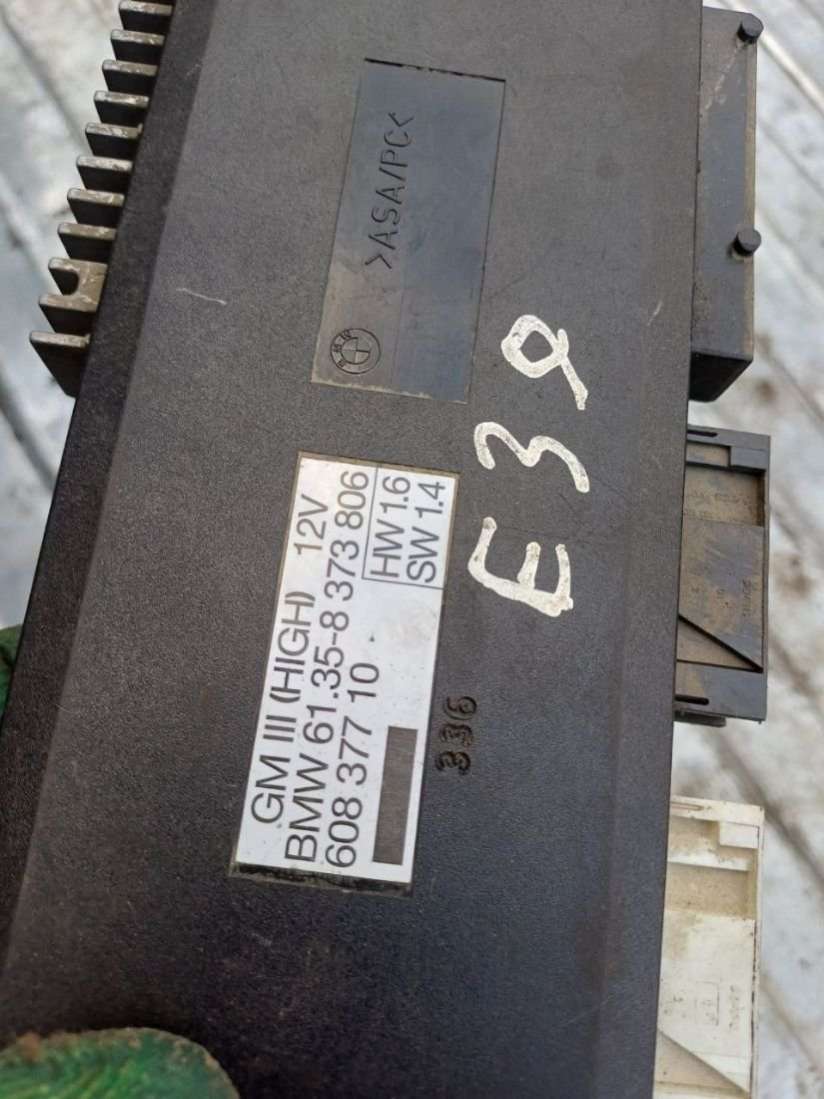 >ASA/PC<
E39
GM III (HIGH) 12V
BMW 61.35-8 373 806
608 377 10
HW 1.6
SW 1.4
336